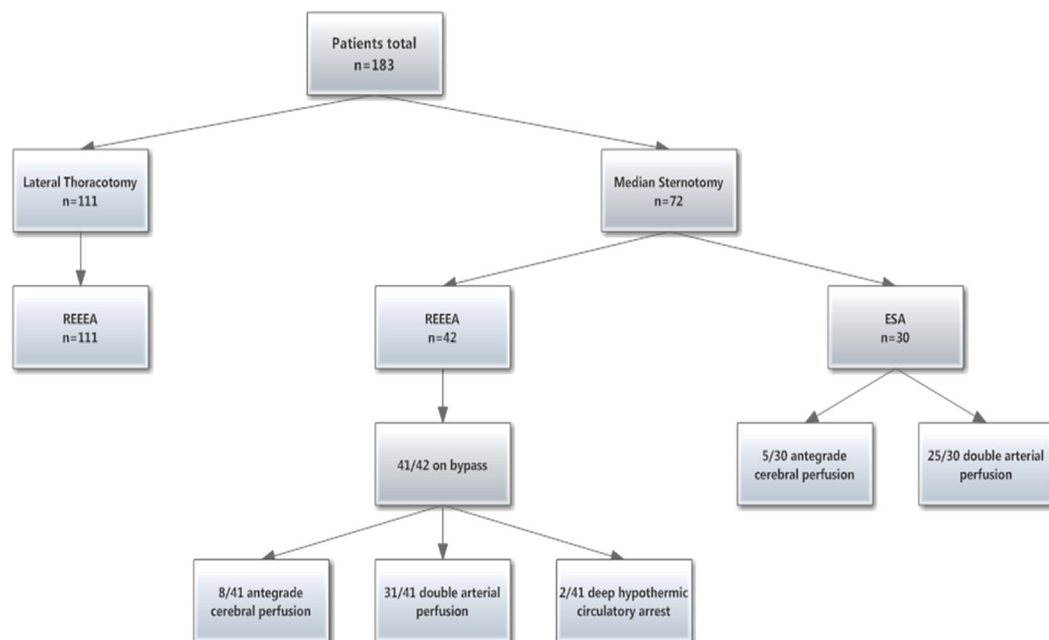 Patients total
n=183
Lateral Thoracotomy
n=111
Median Sternotomy
n=72
REEEA
n=111
REEEA
n=42
ESA
n=30
41/42 on bypass
5/30 antegrade
cerebral perfusion
25/30 double arterial
perfusion
8/41 antegrade
cerebral perfusion
31/41 double arterial
perfusion
2/41 deep hypothermic
circulatory arrest